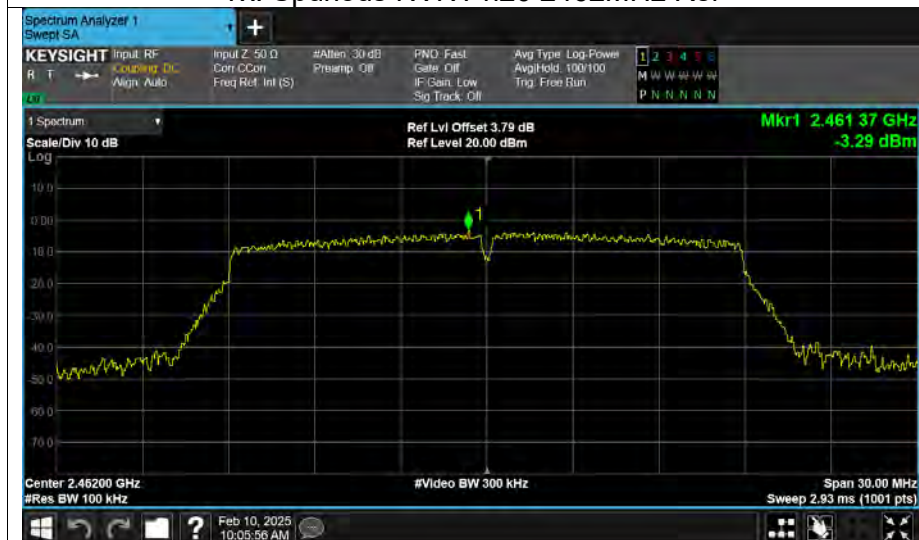 Spectrum Analyzer 1
Swept SA
+
KEYSIGHT Input: RF
R T Coupling: DC
Align: Auto
Input Z: 50 Ω
Corr CCorr
Freq Ref: Int (S)
#Atten: 30 dB
Preamp: Off
PNO: Fast
Gate: Off
IF Gain: Low
Sig Track: Off
Avg Type: Log-Power
Avg|Hold: 100/100
Trig: Free Run
1 2 3 4 5 6
M W W W W W
P N N N N N
1 Spectrum
Scale/Div 10 dB
Log
Ref Lvl Offset 3.79 dB
Ref Level 20.00 dBm
Mkr1 2.461 37 GHz
-3.29 dBm
10.0
0.00
-10.0
-20.0
-30.0
-40.0
-50.0
-60.0
-70.0
1
Center 2.46200 GHz
#Res BW 100 kHz
#Video BW 300 kHz
Span 30.00 MHz
Sweep 2.93 ms (1001 pts)
?
Feb 10, 2025
10:05:56 AM